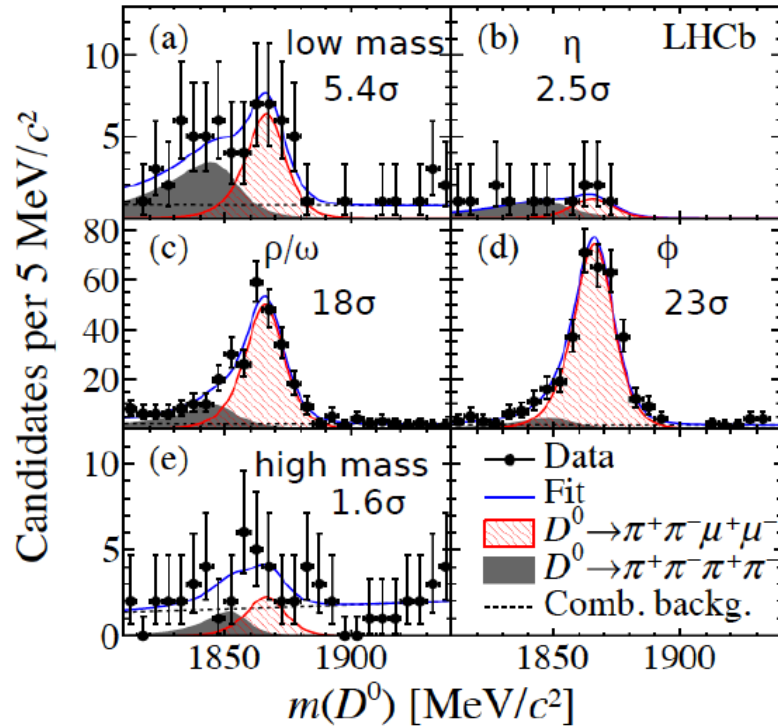 Candidates per 5 MeV/c²
(a) low mass
5.4σ
10
5
0
(b) η LHCb
2.5σ
(c) ρ/ω
18σ
80
60
40
20
(d) ϕ
23σ
(e) high mass
1.6σ
10
5
0
Data
Fit
D⁰→π⁺π⁻μ⁺μ⁻
D⁰→π⁺π⁻π⁺π⁻
Comb. backg.
1850 1900 1850 1900
m(D⁰) [MeV/c²]